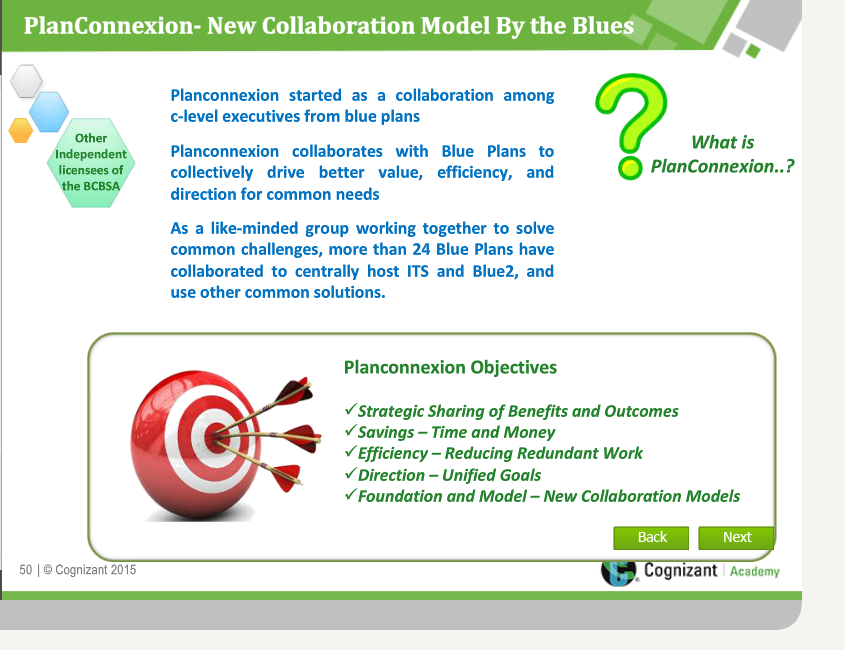 PlanConnexion- New Collaboration Model By the Blues
Other
Independent
licensees of
the BCBSA
Planconnexion started as a collaboration among
c-level executives from blue plans
Planconnexion collaborates with Blue Plans to
collectively drive better value, efficiency, and
direction for common needs
As a like-minded group working together to solve
common challenges, more than 24 Blue Plans have
collaborated to centrally host ITS and Blue2, and
use other common solutions.
What is
PlanConnexion..?
Planconnexion Objectives
✓Strategic Sharing of Benefits and Outcomes
✓Savings – Time and Money
✓Efficiency – Reducing Redundant Work
✓Direction – Unified Goals
✓Foundation and Model – New Collaboration Models
Back
Next
50 | © Cognizant 2015
Cognizant | Academy